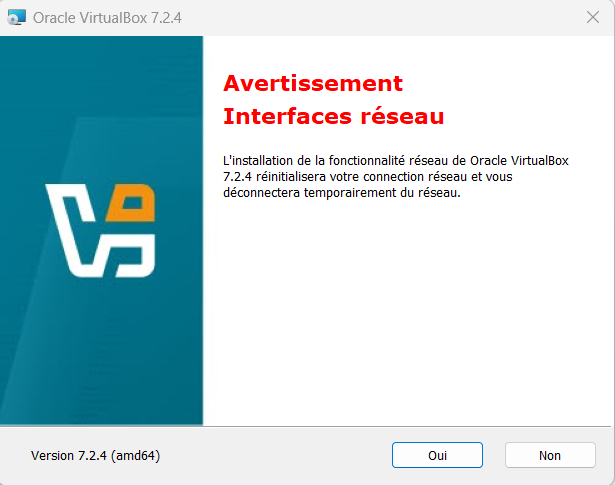 Oracle VirtualBox 7.2.4
Avertissement
Interfaces réseau
L'installation de la fonctionnalité réseau de Oracle VirtualBox
7.2.4 réinitialisera votre connection réseau et vous
déconnectera temporairement du réseau.
Version 7.2.4 (amd64)
Oui
Non